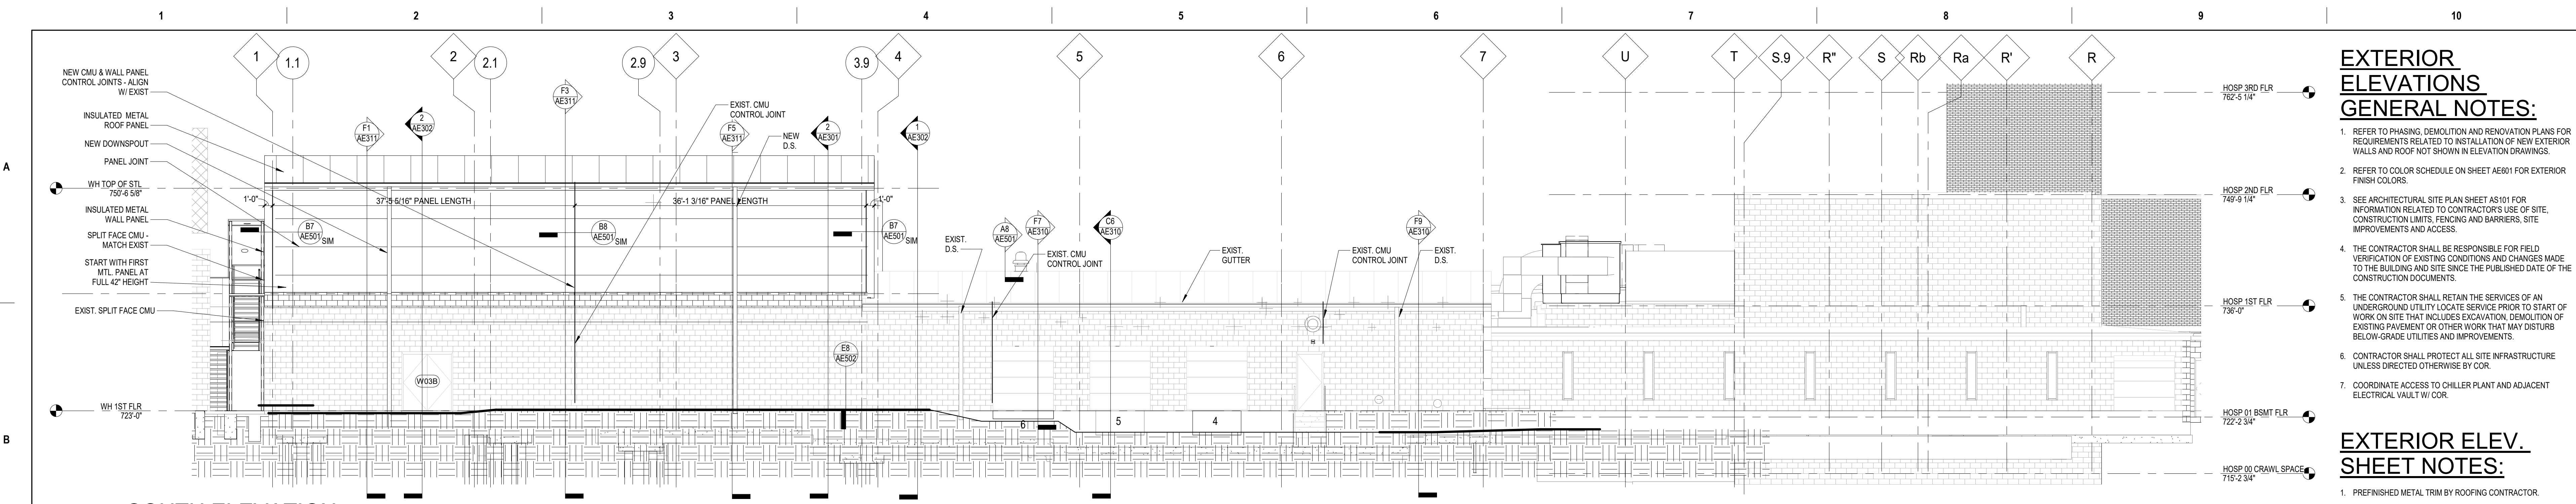 1 2 3 4 5 6 7 8 9 10
A
B
1 1.1 2 2.1 2.9 3 3.9 4 5 6 7 U T S.9 R" S Rb Ra R' R
NEW CMU & WALL PANEL
CONTROL JOINTS - ALIGN
W/ EXIST
INSULATED METAL
ROOF PANEL
NEW DOWNSPOUT
PANEL JOINT
WH TOP OF STL
750'-6 5/8"
INSULATED METAL
WALL PANEL
SPLIT FACE CMU -
MATCH EXIST
START WITH FIRST
MTL. PANEL AT
FULL 42" HEIGHT
EXIST. SPLIT FACE CMU
WH 1ST FLR
723'-0"
F1
AE311
2
AE302
F3
AE311
F5
AE311
EXIST. CMU
CONTROL JOINT
NEW
D.S.
2
AE301
1
AE302
1'-0"
37'-5 5/16" PANEL LENGTH
36'-1 3/16" PANEL LENGTH
1'-0"
B7
AE501
SIM
B8
AE501
SIM
B7
AE501
SIM
EXIST.
D.S.
A8
AE501
F7
AE310
EXIST. CMU
CONTROL JOINT
C6
AE310
EXIST.
GUTTER
EXIST. CMU
CONTROL JOINT
F9
AE310
EXIST.
D.S.
H
W03B
E8
AE502
6
5
4
HOSP 3RD FLR
762'-5 1/4"
HOSP 2ND FLR
749'-9 1/4"
HOSP 1ST FLR
736'-0"
HOSP 01 BSMT FLR
722'-2 3/4"
HOSP 00 CRAWL SPACE
715'-2 3/4"
SOUTH ELEVATION
EXTERIOR
ELEVATIONS
GENERAL NOTES:
1. REFER TO PHASING, DEMOLITION AND RENOVATION PLANS FOR
REQUIREMENTS RELATED TO INSTALLATION OF NEW EXTERIOR
WALLS AND ROOF NOT SHOWN IN ELEVATION DRAWINGS.
2. REFER TO COLOR SCHEDULE ON SHEET AE601 FOR EXTERIOR
FINISH COLORS.
3. SEE ARCHITECTURAL SITE PLAN SHEET AS101 FOR
INFORMATION RELATED TO CONTRACTOR'S USE OF SITE,
CONSTRUCTION LIMITS, FENCING AND BARRIERS, SITE
IMPROVEMENTS AND ACCESS.
4. THE CONTRACTOR SHALL BE RESPONSIBLE FOR FIELD
VERIFICATION OF EXISTING CONDITIONS AND CHANGES MADE
TO THE BUILDING AND SITE SINCE THE PUBLISHED DATE OF THE
CONSTRUCTION DOCUMENTS.
5. THE CONTRACTOR SHALL RETAIN THE SERVICES OF AN
UNDERGROUND UTILITY LOCATE SERVICE PRIOR TO START OF
WORK ON SITE THAT INCLUDES EXCAVATION, DEMOLITION OF
EXISTING PAVEMENT OR OTHER WORK THAT MAY DISTURB
BELOW-GRADE UTILITIES AND IMPROVEMENTS.
6. CONTRACTOR SHALL PROTECT ALL SITE INFRASTRUCTURE
UNLESS DIRECTED OTHERWISE BY COR.
7. COORDINATE ACCESS TO CHILLER PLANT AND ADJACENT
ELECTRICAL VAULT W/ COR.
EXTERIOR ELEV.
SHEET NOTES:
1. PREFINISHED METAL TRIM BY ROOFING CONTRACTOR.